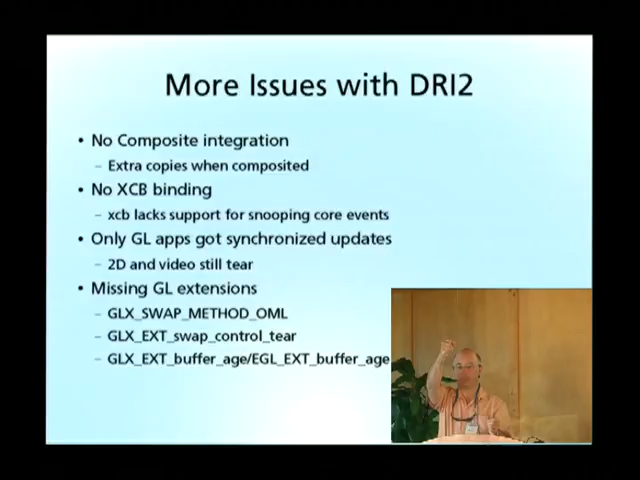 More Issues with DRI2
• No Composite integration
– Extra copies when composited
• No XCB binding
– xcb lacks support for snooping core events
• Only GL apps got synchronized updates
– 2D and video still tear
• Missing GL extensions
– GLX_SWAP_METHOD_OML
– GLX_EXT_swap_control_tear
– GLX_EXT_buffer_age/EGL_EXT_buffer_age